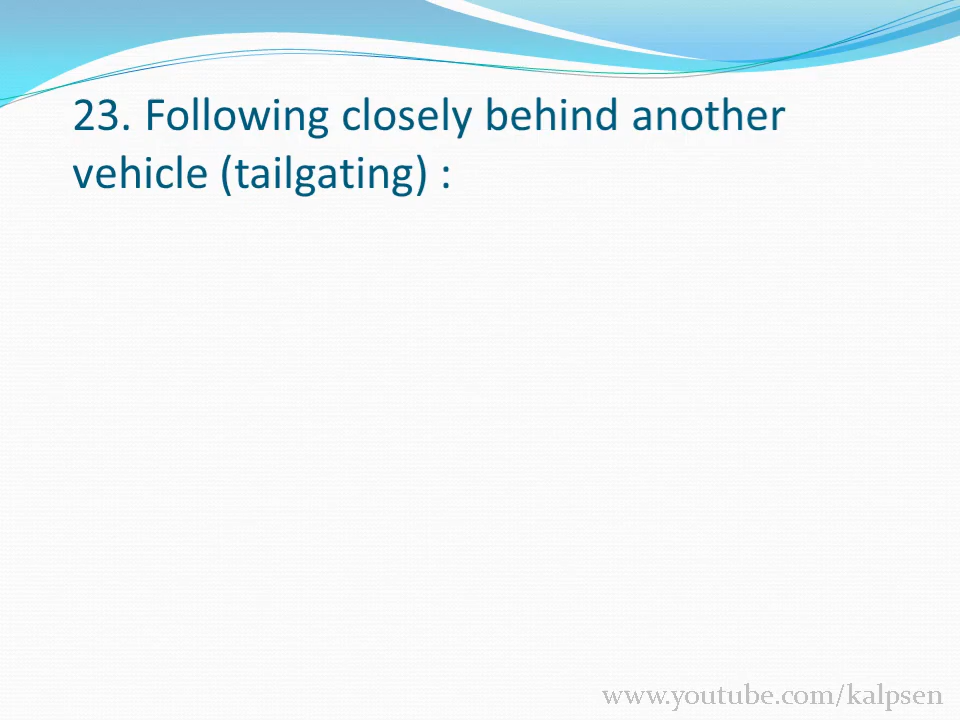 23. Following closely behind another
vehicle (tailgating) :
www.youtube.com/kalpsen